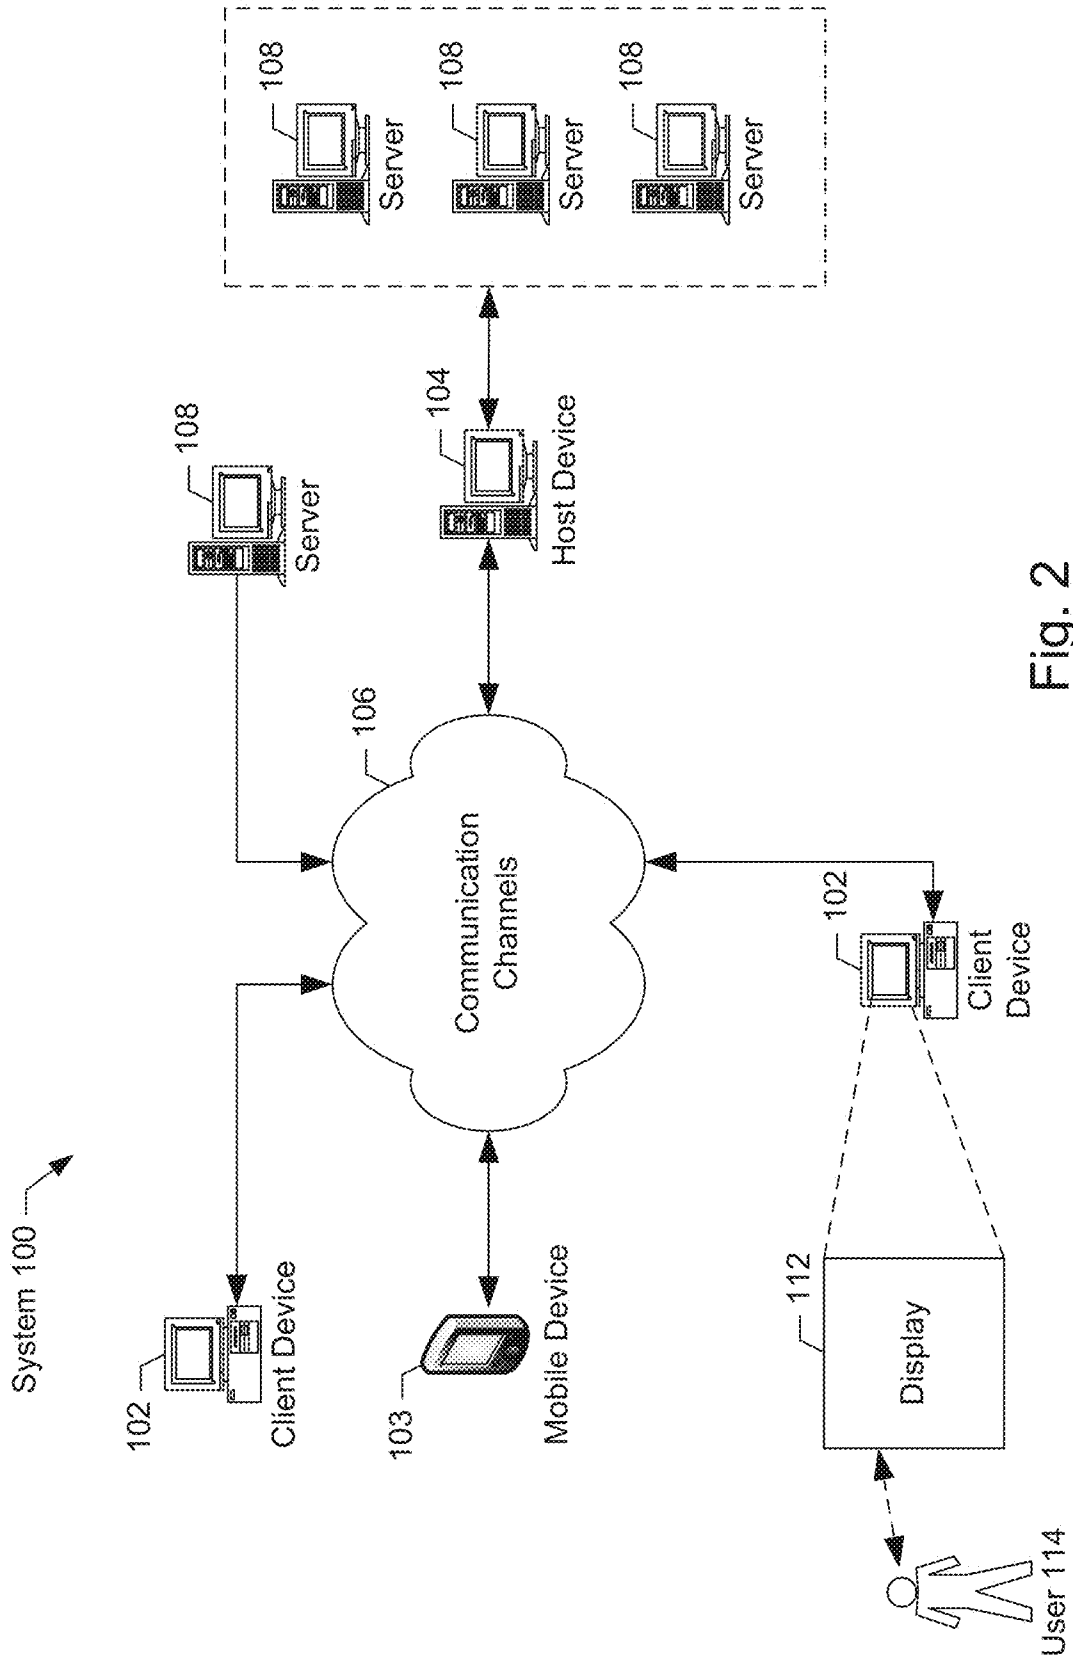 System 100
102
Client Device
108
Server
103
Mobile Device
106
Communication
Channels
104
Host Device
108
Server
108
Server
108
Server
112
Display
102
Client
Device
User 114
Fig. 2